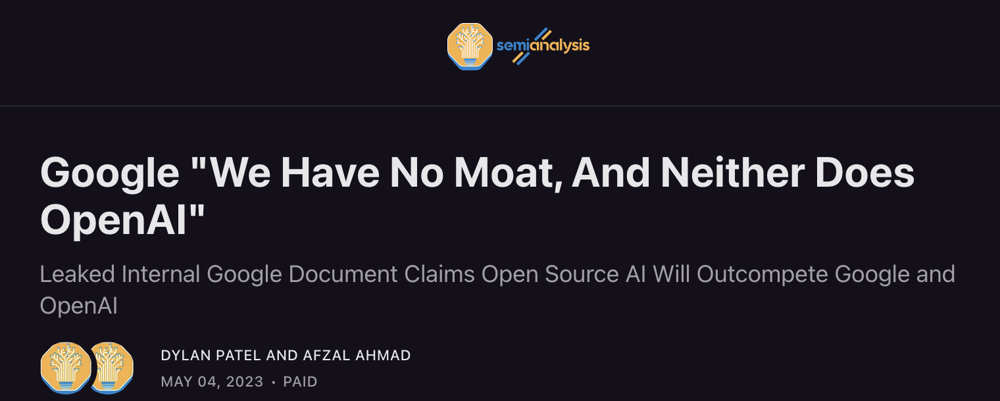 semianalysis
Google "We Have No Moat, And Neither Does
OpenAI"
Leaked Internal Google Document Claims Open Source AI Will Outcompete Google and
OpenAI
DYLAN PATEL AND AFZAL AHMAD
MAY 04, 2023 • PAID